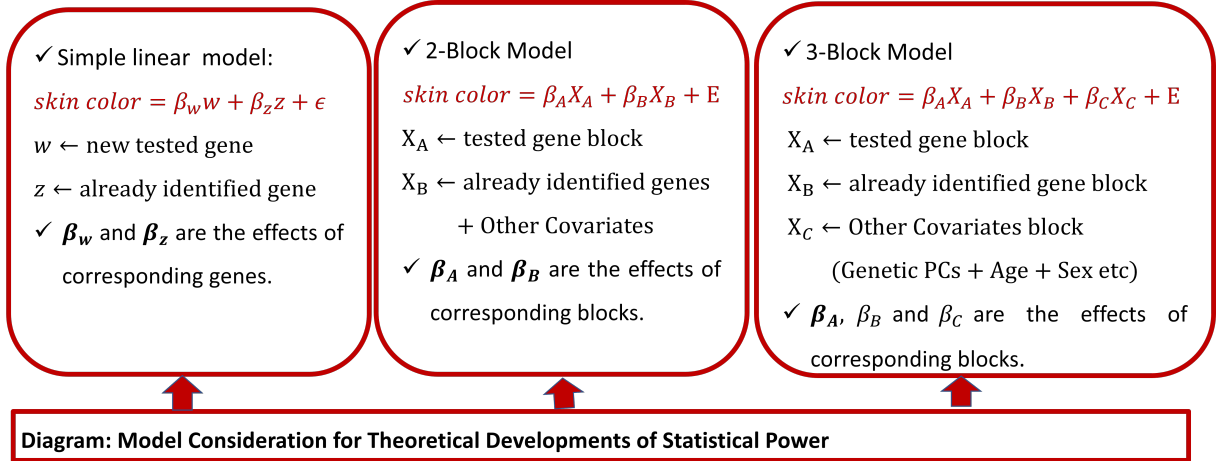 ✓ Simple linear model:
skin color = β_w w + β_z z + ϵ
w ← new tested gene
z ← already identified gene
✓ β_w and β_z are the effects of
corresponding genes.
✓ 2-Block Model
skin color = β_A X_A + β_B X_B + E
X_A ← tested gene block
X_B ← already identified genes
+ Other Covariates
✓ β_A and β_B are the effects of
corresponding blocks.
✓ 3-Block Model
skin color = β_A X_A + β_B X_B + β_C X_C + E
X_A ← tested gene block
X_B ← already identified gene block
X_C ← Other Covariates block
(Genetic PCs + Age + Sex etc)
✓ β_A, β_B and β_C are the effects of
corresponding blocks.
Diagram: Model Consideration for Theoretical Developments of Statistical Power